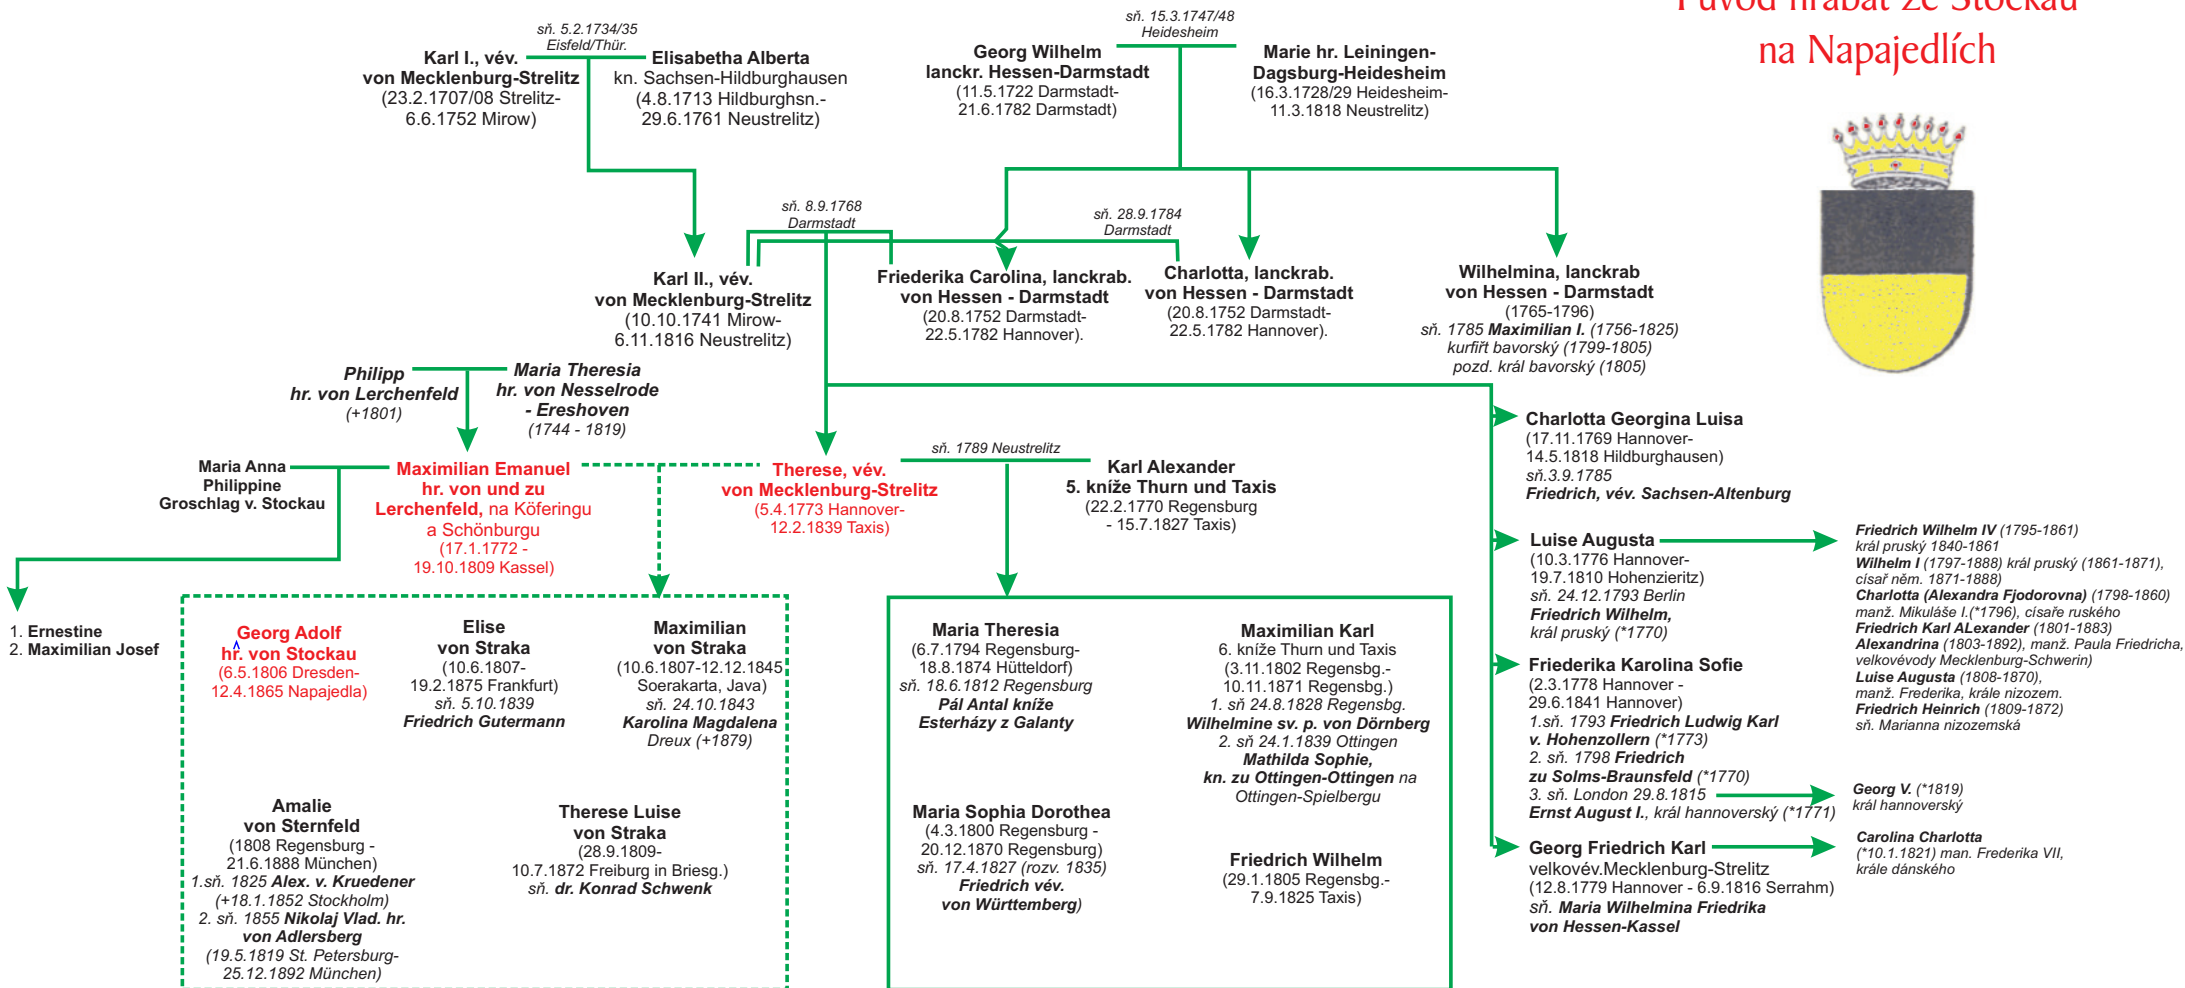 Původ hrabat ze Stockau
na Napajedlích
sň. 5.2.1734/35
Eisfeld/Thür.
Karl I., vév.
von Mecklenburg-Strelitz
(23.2.1707/08 Strelitz-
6.6.1752 Mirow)
Elisabetha Alberta
kn. Sachsen-Hildburghausen
(4.8.1713 Hildburghsn.-
29.6.1761 Neustrelitz)
sň. 15.3.1747/48
Heidesheim
Georg Wilhelm
lanckr. Hessen-Darmstadt
(11.5.1722 Darmstadt-
21.6.1782 Darmstadt)
Marie hr. Leiningen-
Dagsburg-Heidesheim
(16.3.1728/29 Heidesheim-
11.3.1818 Neustrelitz)
sň. 8.9.1768
Darmstadt
sň. 28.9.1784
Darmstadt
Karl II., vév.
von Mecklenburg-Strelitz
(10.10.1741 Mirow-
6.11.1816 Neustrelitz)
Friederika Carolina, lanckrab.
von Hessen - Darmstadt
(20.8.1752 Darmstadt-
22.5.1782 Hannover).
Charlotta, lanckrab.
von Hessen - Darmstadt
(20.8.1752 Darmstadt-
22.5.1782 Hannover).
Wilhelmina, lanckrab
von Hessen - Darmstadt
(1765-1796)
sň. 1785 Maximilian I. (1756-1825)
kurfiřt bavorský (1799-1805)
pozd. král bavorský (1805)
Philipp
hr. von Lerchenfeld
(+1801)
Maria Theresia
hr. von Nesselrode
- Ereshoven
(1744 - 1819)
Maria Anna
Philippine
Groschlag v. Stockau
Maximilian Emanuel
hr. von und zu
Lerchenfeld, na Köferingu
a Schönburgu
(17.1.1772 -
19.10.1809 Kassel)
Therese, vév.
von Mecklenburg-Strelitz
(5.4.1773 Hannover-
12.2.1839 Taxis)
sň. 1789 Neustrelitz
Karl Alexander
5. kníže Thurn und Taxis
(22.2.1770 Regensburg
- 15.7.1827 Taxis)
Charlotta Georgina Luisa
(17.11.1769 Hannover-
14.5.1818 Hildburghausen)
sň.3.9.1785
Friedrich, vév. Sachsen-Altenburg
Luise Augusta
(10.3.1776 Hannover-
19.7.1810 Hohenzieritz)
sň. 24.12.1793 Berlin
Friedrich Wilhelm,
král pruský (*1770)
Friedrich Wilhelm IV (1795-1861)
král pruský 1840-1861
Wilhelm I (1797-1888) král pruský (1861-1871),
císař něm. 1871-1888)
Charlotta (Alexandra Fjodorovna) (1798-1860)
manž. Mikuláše I.(*1796), císaře ruského
Friedrich Karl ALexander (1801-1883)
Alexandrina (1803-1892), manž. Paula Friedricha,
velkovévody Mecklenburg-Schwerin)
Luise Augusta (1808-1870),
manž. Frederika, krále nizozem.
Friedrich Heinrich (1809-1872)
sň. Marianna nizozemská
Friederika Karolina Sofie
(2.3.1778 Hannover -
29.6.1841 Hannover)
1.sň. 1793 Friedrich Ludwig Karl
v. Hohenzollern (*1773)
2. sň. 1798 Friedrich
zu Solms-Braunsfeld (*1770)
3. sň. London 29.8.1815
Ernst August I., král hannoverský (*1771)
Georg V. (*1819)
král hannoverský
Georg Friedrich Karl
velkovév.Mecklenburg-Strelitz
(12.8.1779 Hannover - 6.9.1816 Serrahm)
sň. Maria Wilhelmina Friedrika
von Hessen-Kassel
Carolina Charlotta
(*10.1.1821) man. Frederika VII,
krále dánského
1. Ernestine
2. Maximilian Josef
Georg Adolf
hr. von Stockau
(6.5.1806 Dresden-
12.4.1865 Napajedla)
Elise
von Straka
(10.6.1807-
19.2.1875 Frankfurt)
sň. 5.10.1839
Friedrich Gutermann
Maximilian
von Straka
(10.6.1807-12.12.1845
Soerakarta, Java)
sň. 24.10.1843
Karolina Magdalena
Dreux (+1879)
Amalie
von Sternfeld
(1808 Regensburg -
21.6.1888 München)
1.sň. 1825 Alex. v. Kruedener
(+18.1.1852 Stockholm)
2. sň. 1855 Nikolaj Vlad. hr.
von Adlersberg
(19.5.1819 St. Petersburg-
25.12.1892 München)
Therese Luise
von Straka
(28.9.1809-
10.7.1872 Freiburg in Briesg.)
sň. dr. Konrad Schwenk
Maria Theresia
(6.7.1794 Regensburg-
18.8.1874 Hütteldorf)
sň. 18.6.1812 Regensburg
Pál Antal kníže
Esterházy z Galanty
Maximilian Karl
6. kníže Thurn und Taxis
(3.11.1802 Regensbg.-
10.11.1871 Regensbg.)
1. sň 24.8.1828 Regensbg.
Wilhelmine sv. p. von Dörnberg
2. sň 24.1.1839 Ottingen
Mathilda Sophie,
kn. zu Ottingen-Ottingen na
Ottingen-Spielbergu
Maria Sophia Dorothea
(4.3.1800 Regensburg -
20.12.1870 Regensburg)
sň. 17.4.1827 (rozv. 1835)
Friedrich vév.
von Württemberg)
Friedrich Wilhelm
(29.1.1805 Regensbg.-
7.9.1825 Taxis)